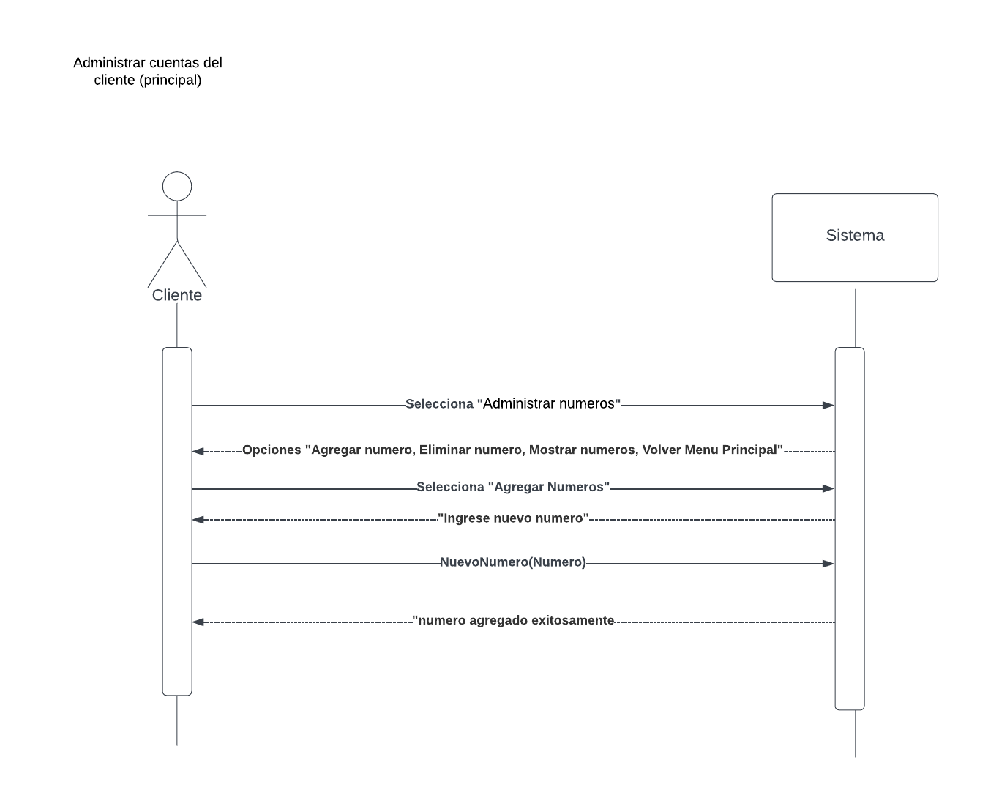 Administrar cuentas del
cliente (principal)
Sistema
Cliente
Selecciona "Administrar numeros"
Opciones "Agregar numero, Eliminar numero, Mostrar numeros, Volver Menu Principal"
Selecciona "Agregar Numeros"
"Ingrese nuevo numero"
NuevoNumero(Numero)
"numero agregado exitosamente